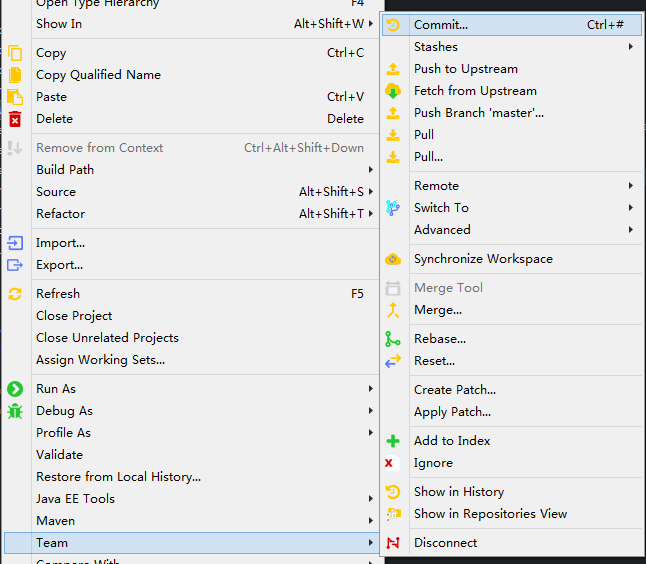 Open Type Hierarchy F4
Show In Alt+Shift+W
Copy Ctrl+C
Copy Qualified Name
Paste Ctrl+V
Delete Delete
Remove from Context Ctrl+Alt+Shift+Down
Build Path
Source Alt+Shift+S
Refactor Alt+Shift+T
Import...
Export...
Refresh F5
Close Project
Close Unrelated Projects
Assign Working Sets...
Run As
Debug As
Profile As
Validate
Restore from Local History...
Java EE Tools
Maven
Team
Compare With
Commit... Ctrl+#
Stashes
Push to Upstream
Fetch from Upstream
Push Branch 'master'...
Pull
Pull...
Remote
Switch To
Advanced
Synchronize Workspace
Merge Tool
Merge...
Rebase...
Reset...
Create Patch...
Apply Patch...
Add to Index
Ignore
Show in History
Show in Repositories View
Disconnect